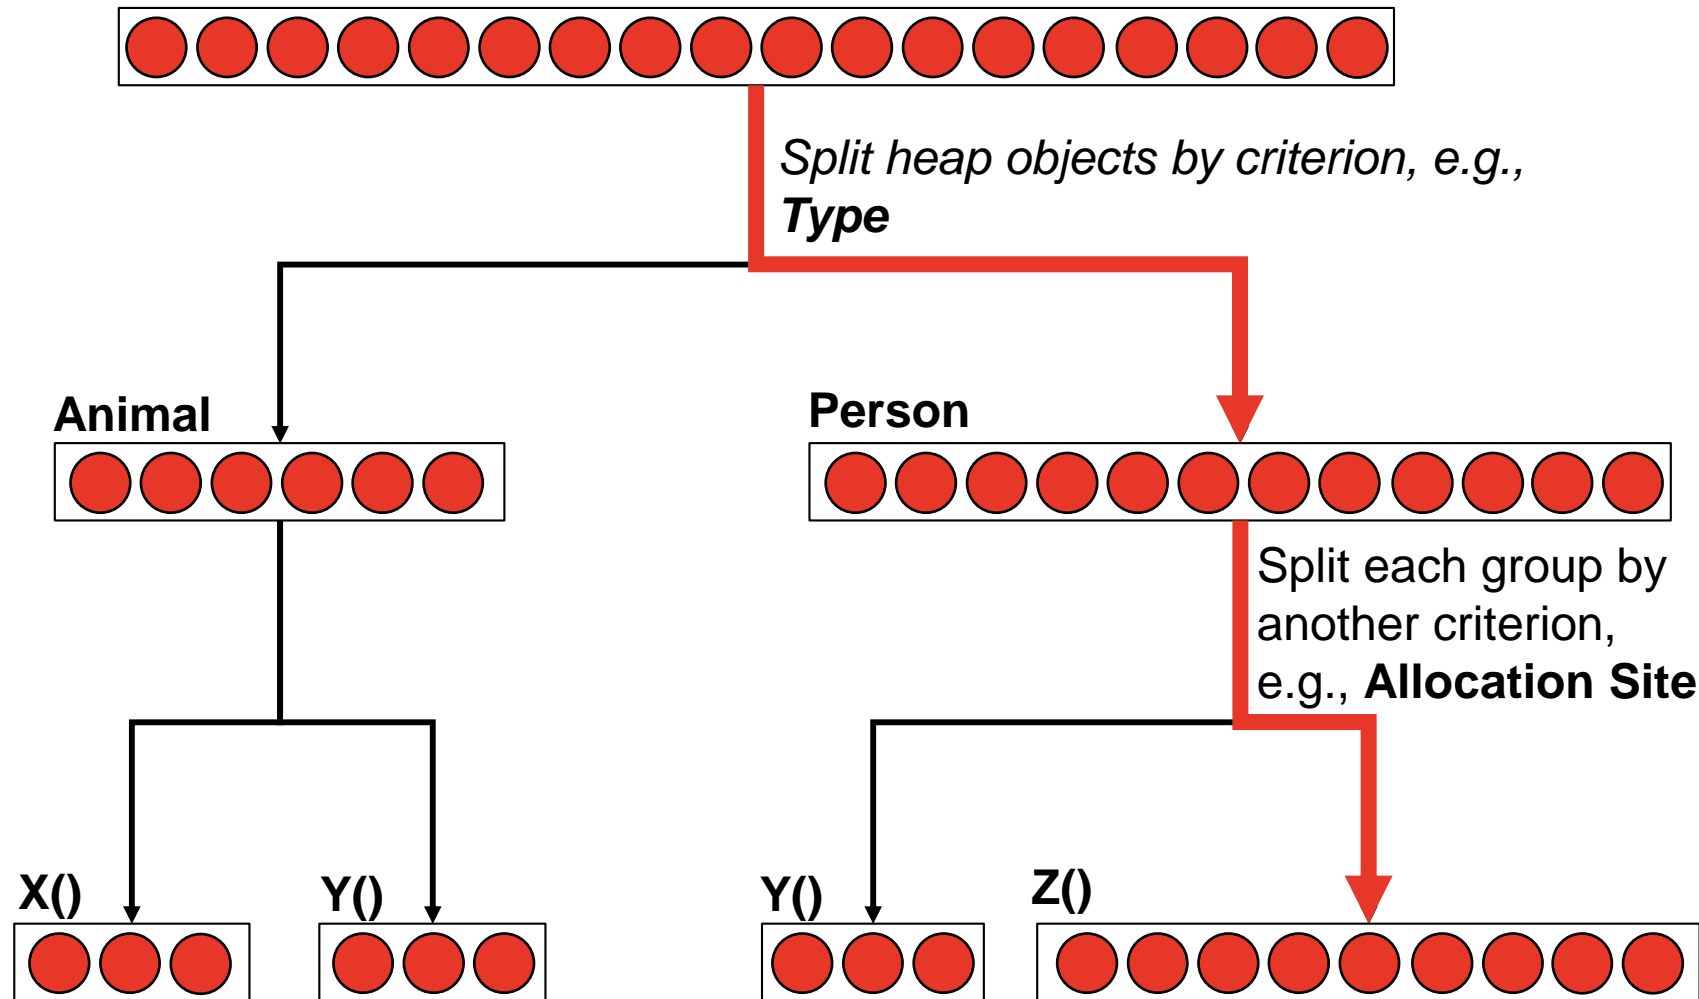 Split heap objects by criterion, e.g.,
Type
Animal
Person
Split each group by
another criterion,
e.g., Allocation Site
X()
Y()
Y()
Z()